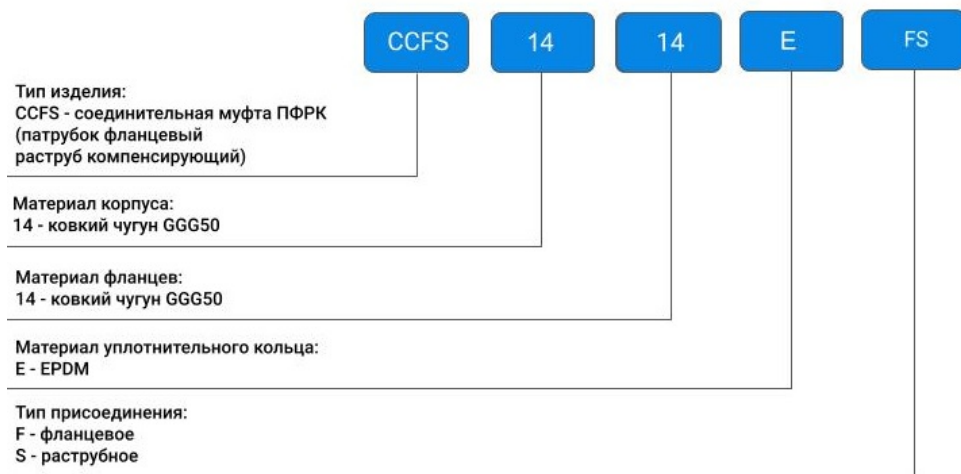 CCFS 14 14 E FS
Тип изделия:
CCFS - соединительная муфта ПФРК
(патрубок фланцевый
раструб компенсирующий)
Материал корпуса:
14 - ковкий чугун GGG50
Материал фланцев:
14 - ковкий чугун GGG50
Материал уплотнительного кольца:
E - EPDM
Тип присоединения:
F - фланцевое
S - раструбное